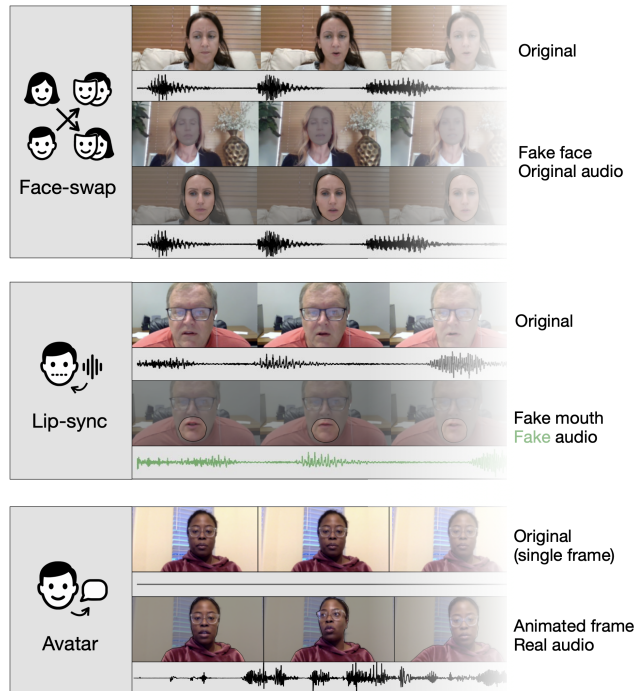 Face-swap
Original
Fake face
Original audio
Lip-sync
Original
Fake mouth
Fake audio
Avatar
Original
(single frame)
Animated frame
Real audio